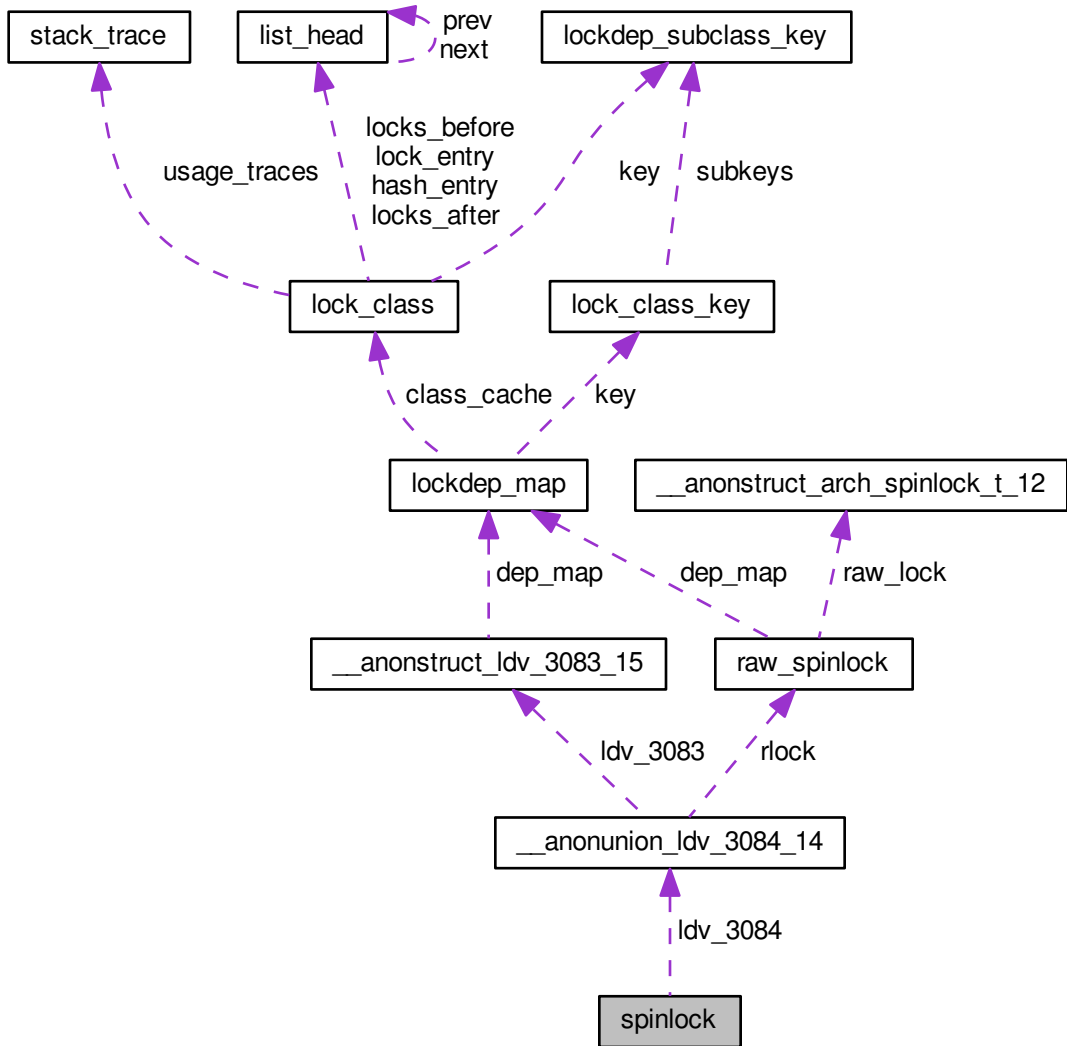 stack_trace
list_head
prev
next
lockdep_subclass_key
usage_traces
locks_before
lock_entry
hash_entry
locks_after
key
subkeys
lock_class
lock_class_key
class_cache
key
lockdep_map
__anonstruct_arch_spinlock_t_12
dep_map
dep_map
raw_lock
__anonstruct_ldv_3083_15
raw_spinlock
ldv_3083
rlock
__anonunion_ldv_3084_14
ldv_3084
spinlock